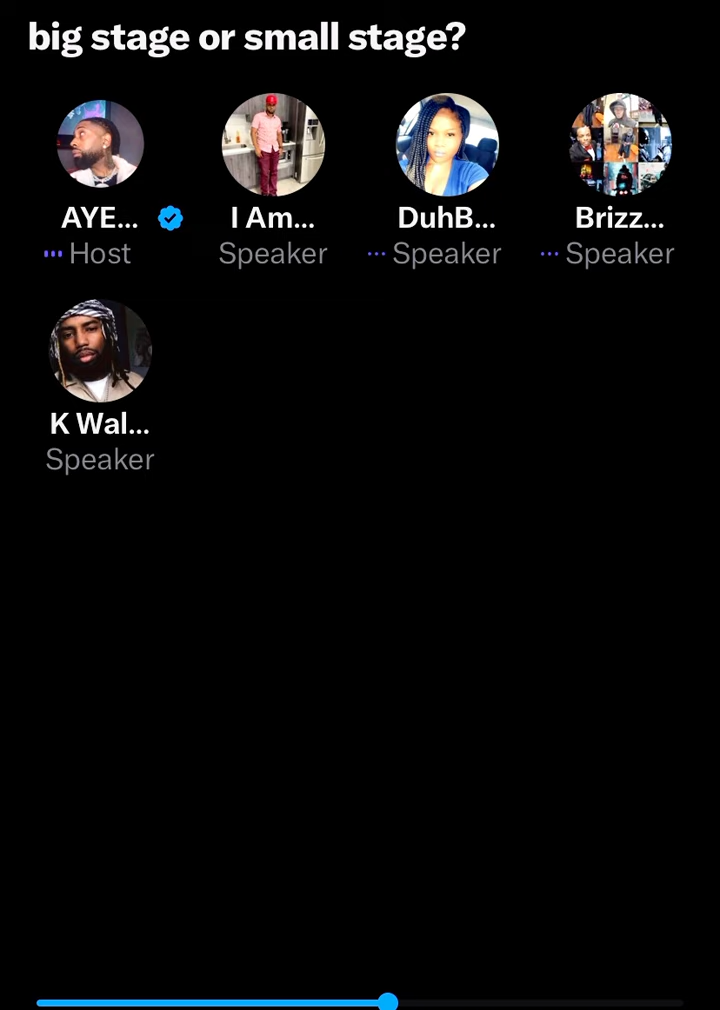 big stage or small stage?
AYE... I Am... DuhB... Brizz...
Host Speaker Speaker Speaker
K Wal...
Speaker